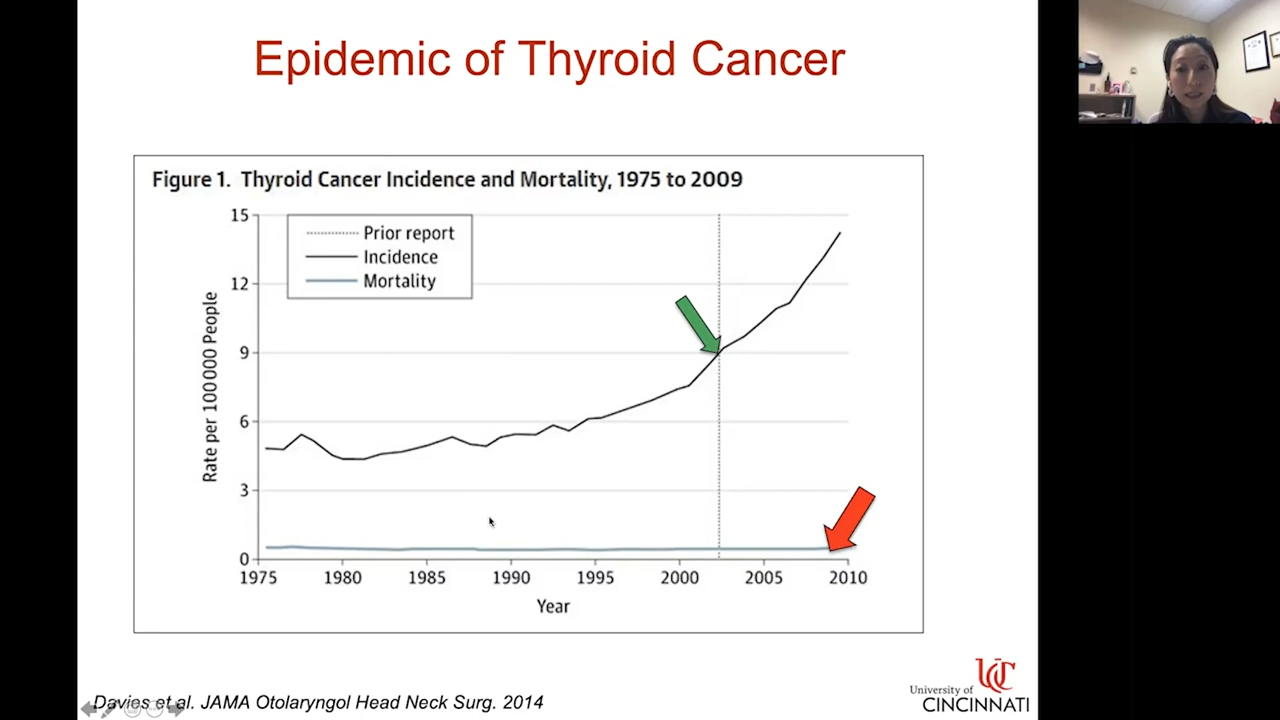 Epidemic of Thyroid Cancer
Figure 1. Thyroid Cancer Incidence and Mortality, 1975 to 2009
15
12
9
6
3
0
Rate per 100 000 People
Prior report
Incidence
Mortality
1975 1980 1985 1990 1995 2000 2005 2010
Year
Davies et al. JAMA Otolaryngol Head Neck Surg. 2014
UC
University of
CINCINNATI